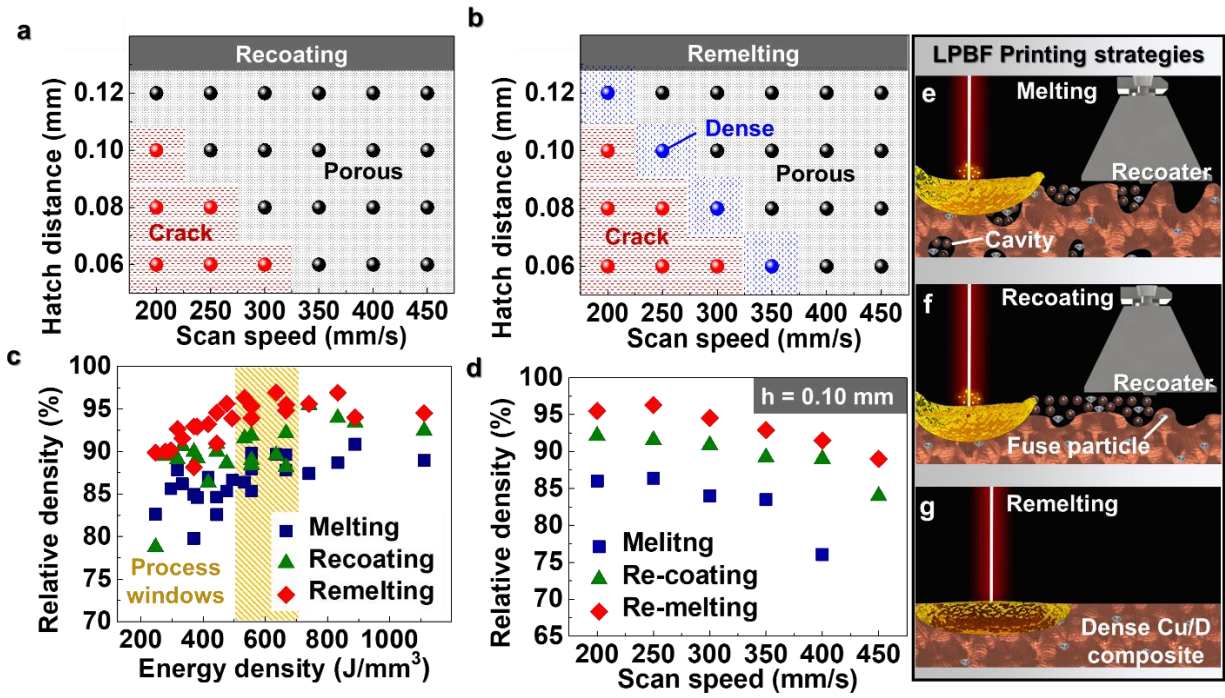 a
Recoating
Hatch distance (mm)
0.12
0.10
0.08
0.06
Porous
Crack
200 250 300 350 400 450
Scan speed (mm/s)
b
Remelting
Hatch distance (mm)
0.12
0.10
0.08
0.06
Dense
Porous
Crack
200 250 300 350 400 450
Scan speed (mm/s)
c
Relative density (%)
100
95
90
85
80
75
70
Melting
Recoating
Remelting
Process
windows
200 400 600 800 1000
Energy density (J/mm³)
d
Relative density (%)
100
95
90
85
80
75
70
65
h = 0.10 mm
Melitng
Re-coating
Re-melting
200 250 300 350 400 450
Scan speed (mm/s)
LPBF Printing strategies
e
Melting
Recoater
Cavity
f
Recoating
Recoater
Fuse particle
g
Remelting
Dense Cu/D
composite